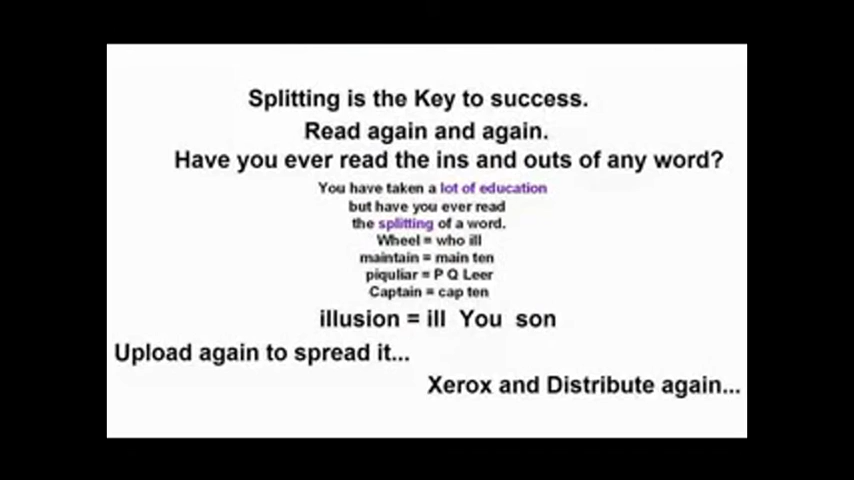 Splitting is the Key to success.
Read again and again.
Have you ever read the ins and outs of any word?
You have taken a lot of education
but have you ever read
the splitting of a word.
Wheel = who ill
maintain = main ten
piquliar = P Q Leer
Captain = cap ten
illusion = ill You son
Upload again to spread it...
Xerox and Distribute again...